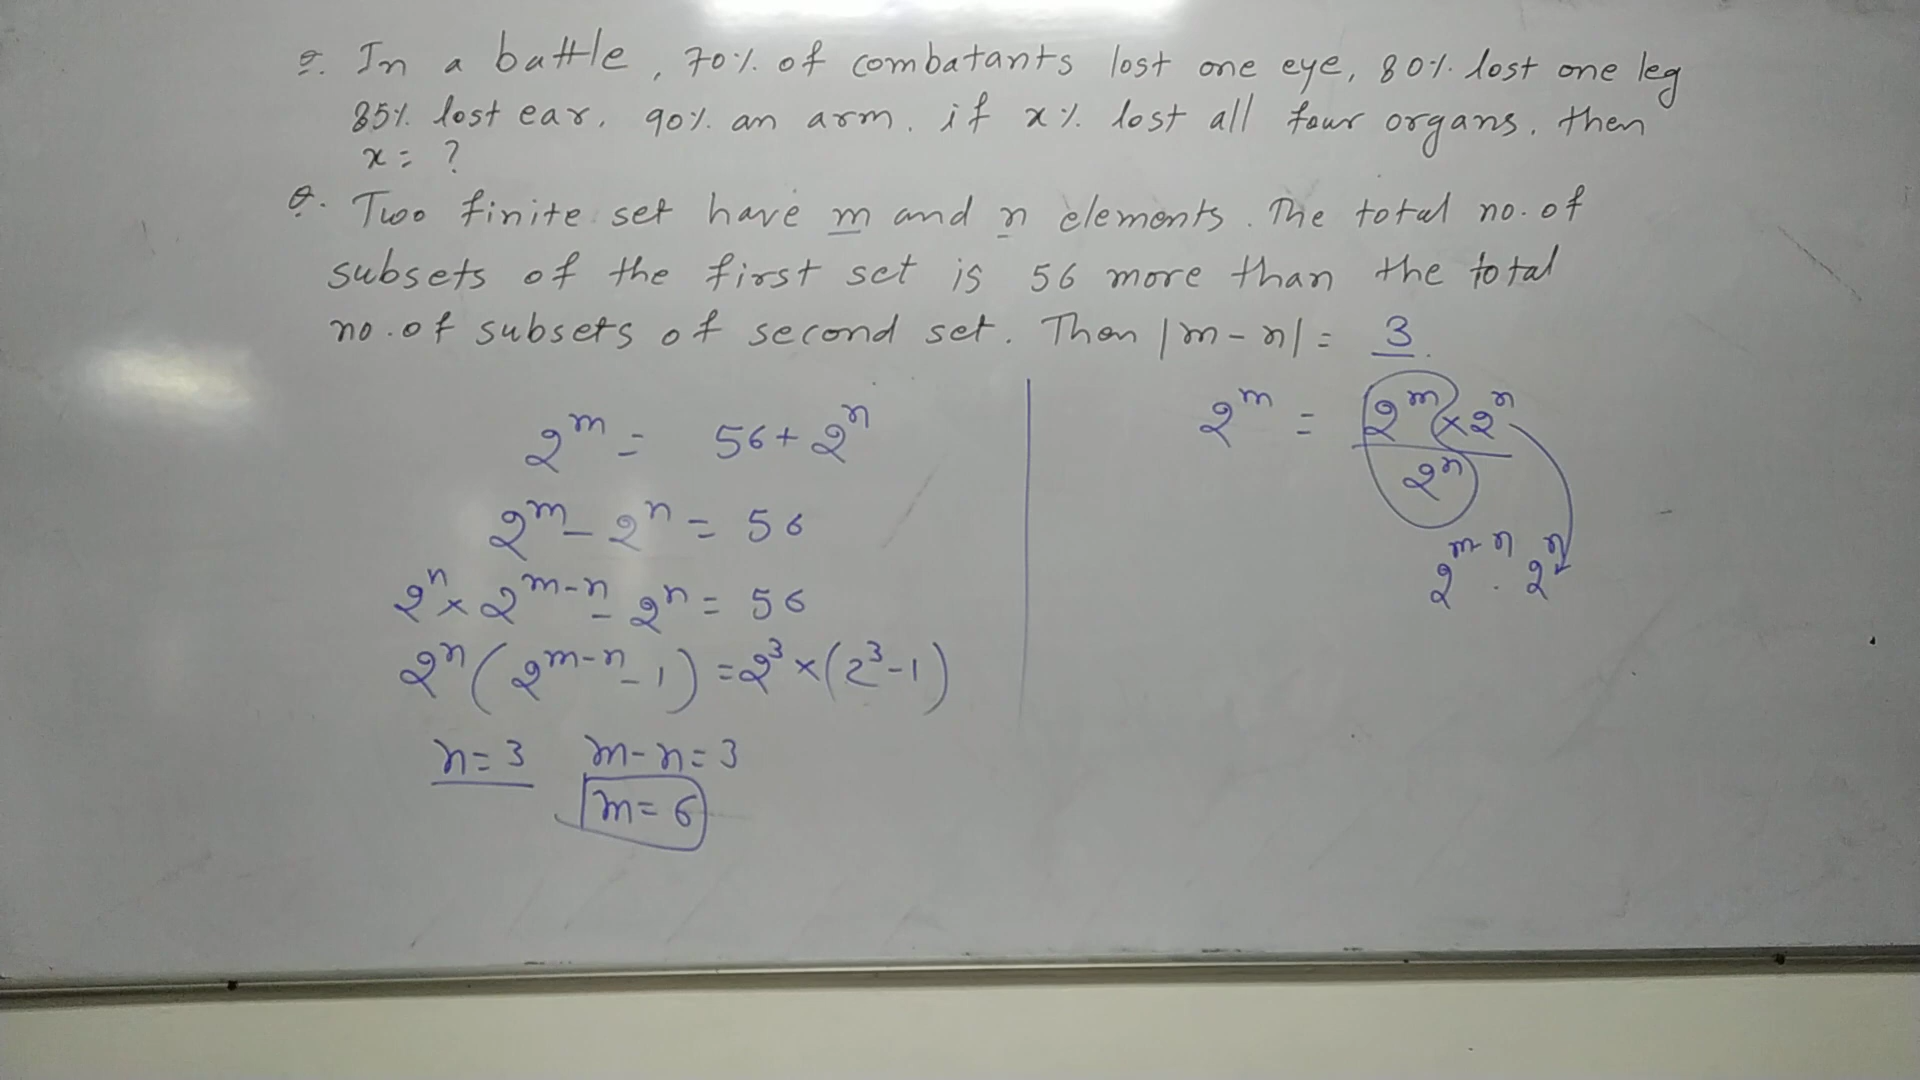 Q. In a battle, 70% of combatants lost one eye, 80% lost one leg
85% lost ear, 90% an arm. if x% lost all four organs, then
x = ?
Q. Two finite set have m and n elements. The total no. of
subsets of the first set is 56 more than the total
no. of subsets of second set. Then |m-n| = 3.
2^m = 56 + 2^n
2^m - 2^n = 56
2^n × 2^(m-n) - 2^n = 56
2^n (2^(m-n) - 1) = 2^3 × (2^3 - 1)
n = 3 m - n = 3
m = 6
2^m = (2^m × 2^n) / 2^n
2^(m-n) . 2^n